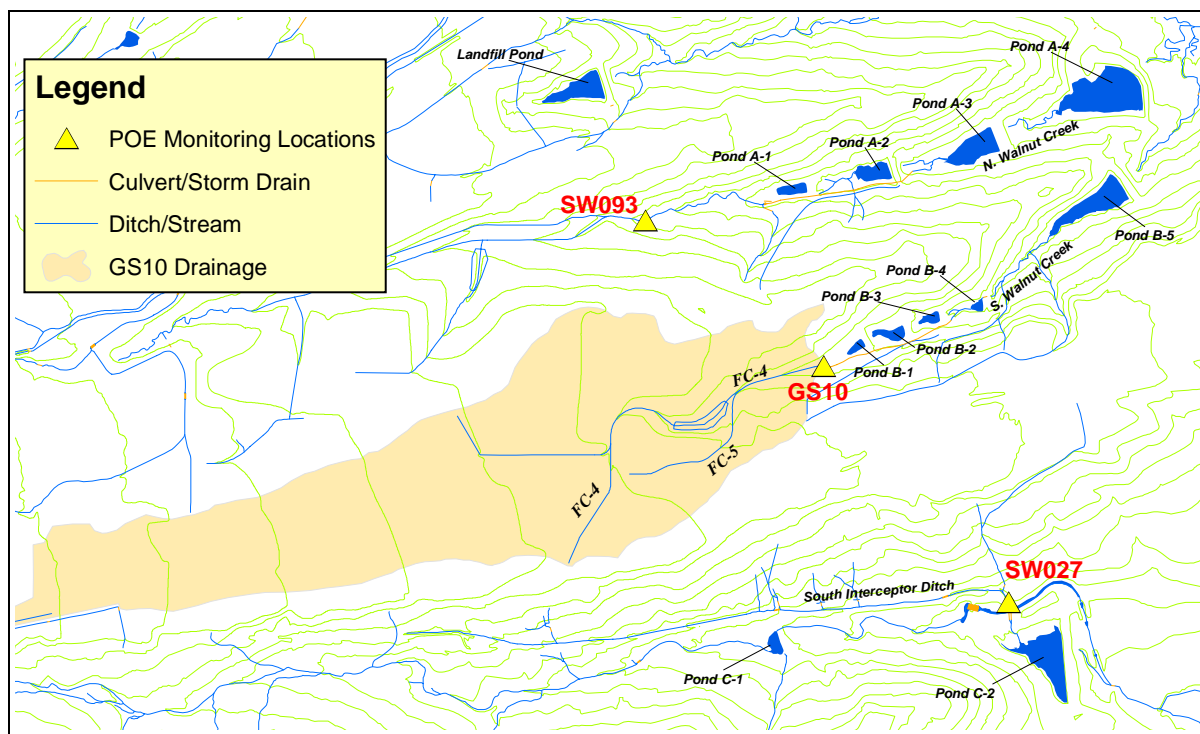 Legend
POE Monitoring Locations
Culvert/Storm Drain
Ditch/Stream
GS10 Drainage
Landfill Pond
Pond A-4
Pond A-3
Pond A-2
Pond A-1
N. Walnut Creek
SW093
Pond B-5
Pond B-4
S. Walnut Creek
Pond B-3
Pond B-2
Pond B-1
FC-4
GS10
FC-5
FC-4
SW027
South Interceptor Ditch
Pond C-1
Pond C-2